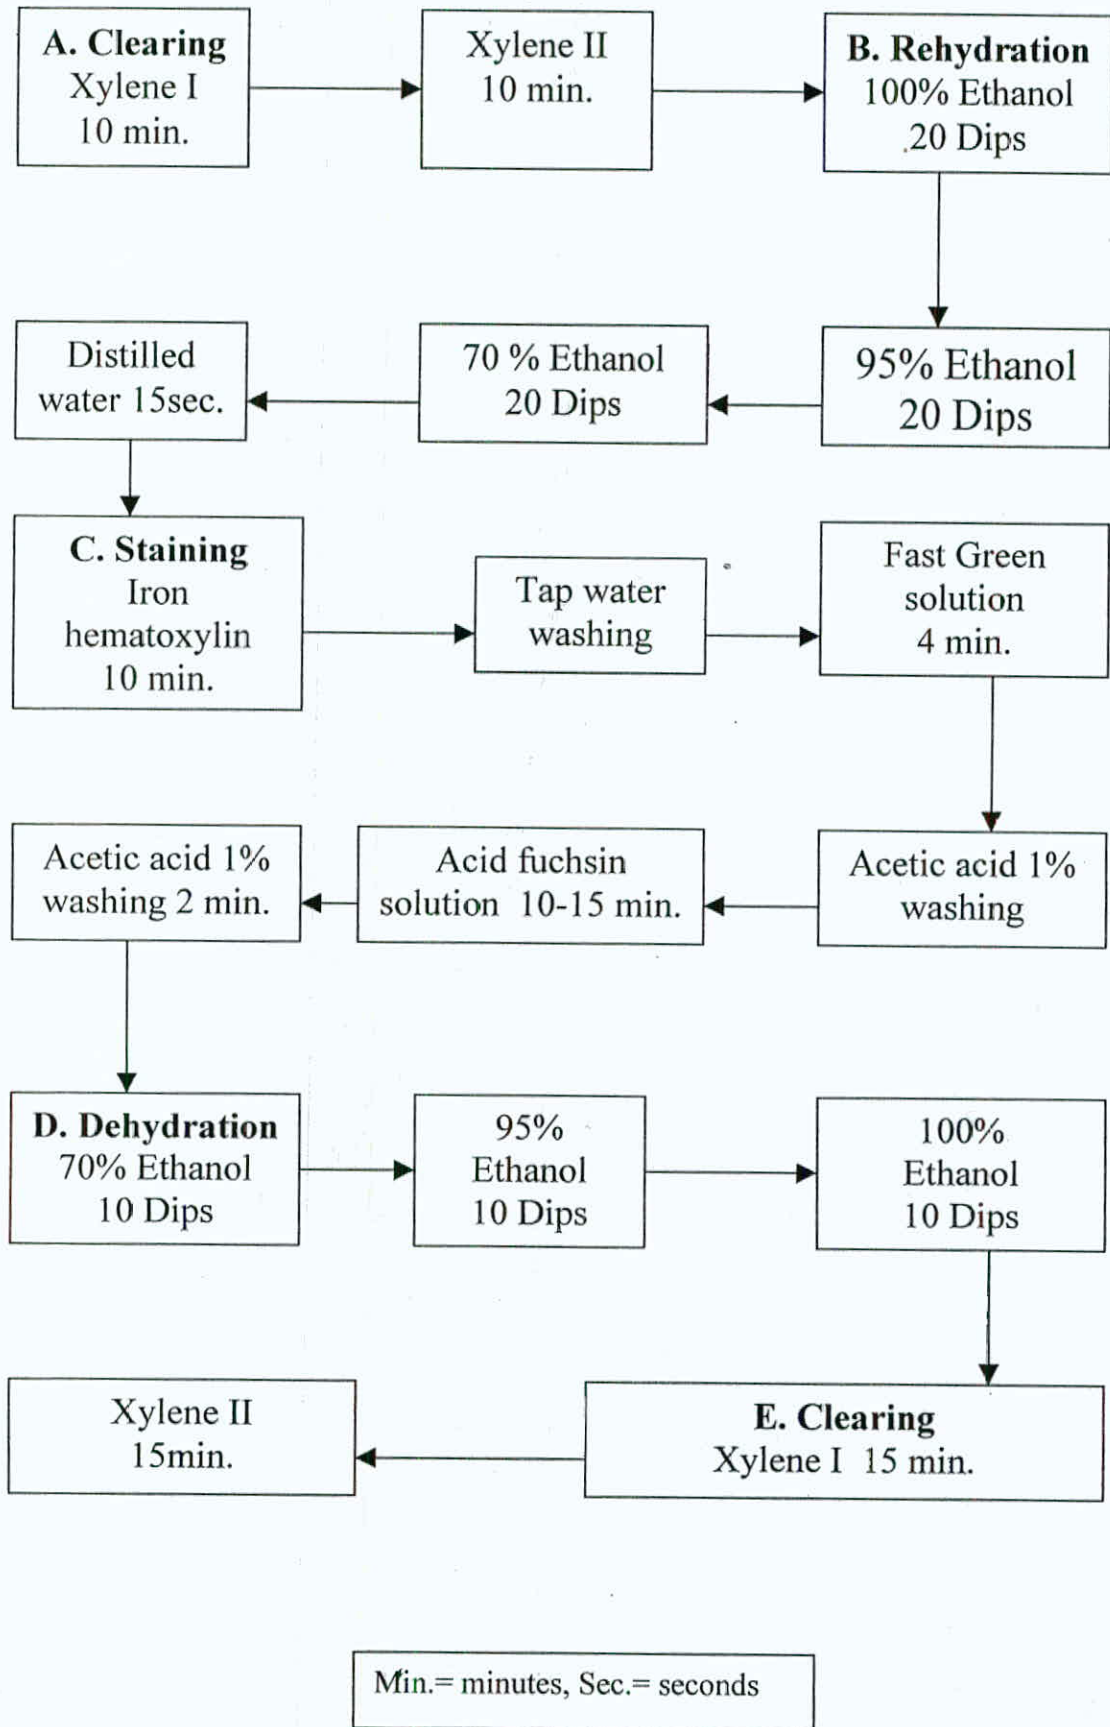 A. Clearing
Xylene I
10 min.
Xylene II
10 min.
B. Rehydration
100% Ethanol
20 Dips
95% Ethanol
20 Dips
70 % Ethanol
20 Dips
Distilled
water 15sec.
C. Staining
Iron
hematoxylin
10 min.
Tap water
washing
Fast Green
solution
4 min.
Acetic acid 1%
washing
Acid fuchsin
solution 10-15 min.
Acetic acid 1%
washing 2 min.
D. Dehydration
70% Ethanol
10 Dips
95%
Ethanol
10 Dips
100%
Ethanol
10 Dips
E. Clearing
Xylene I 15 min.
Xylene II
15min.
Min.= minutes, Sec.= seconds